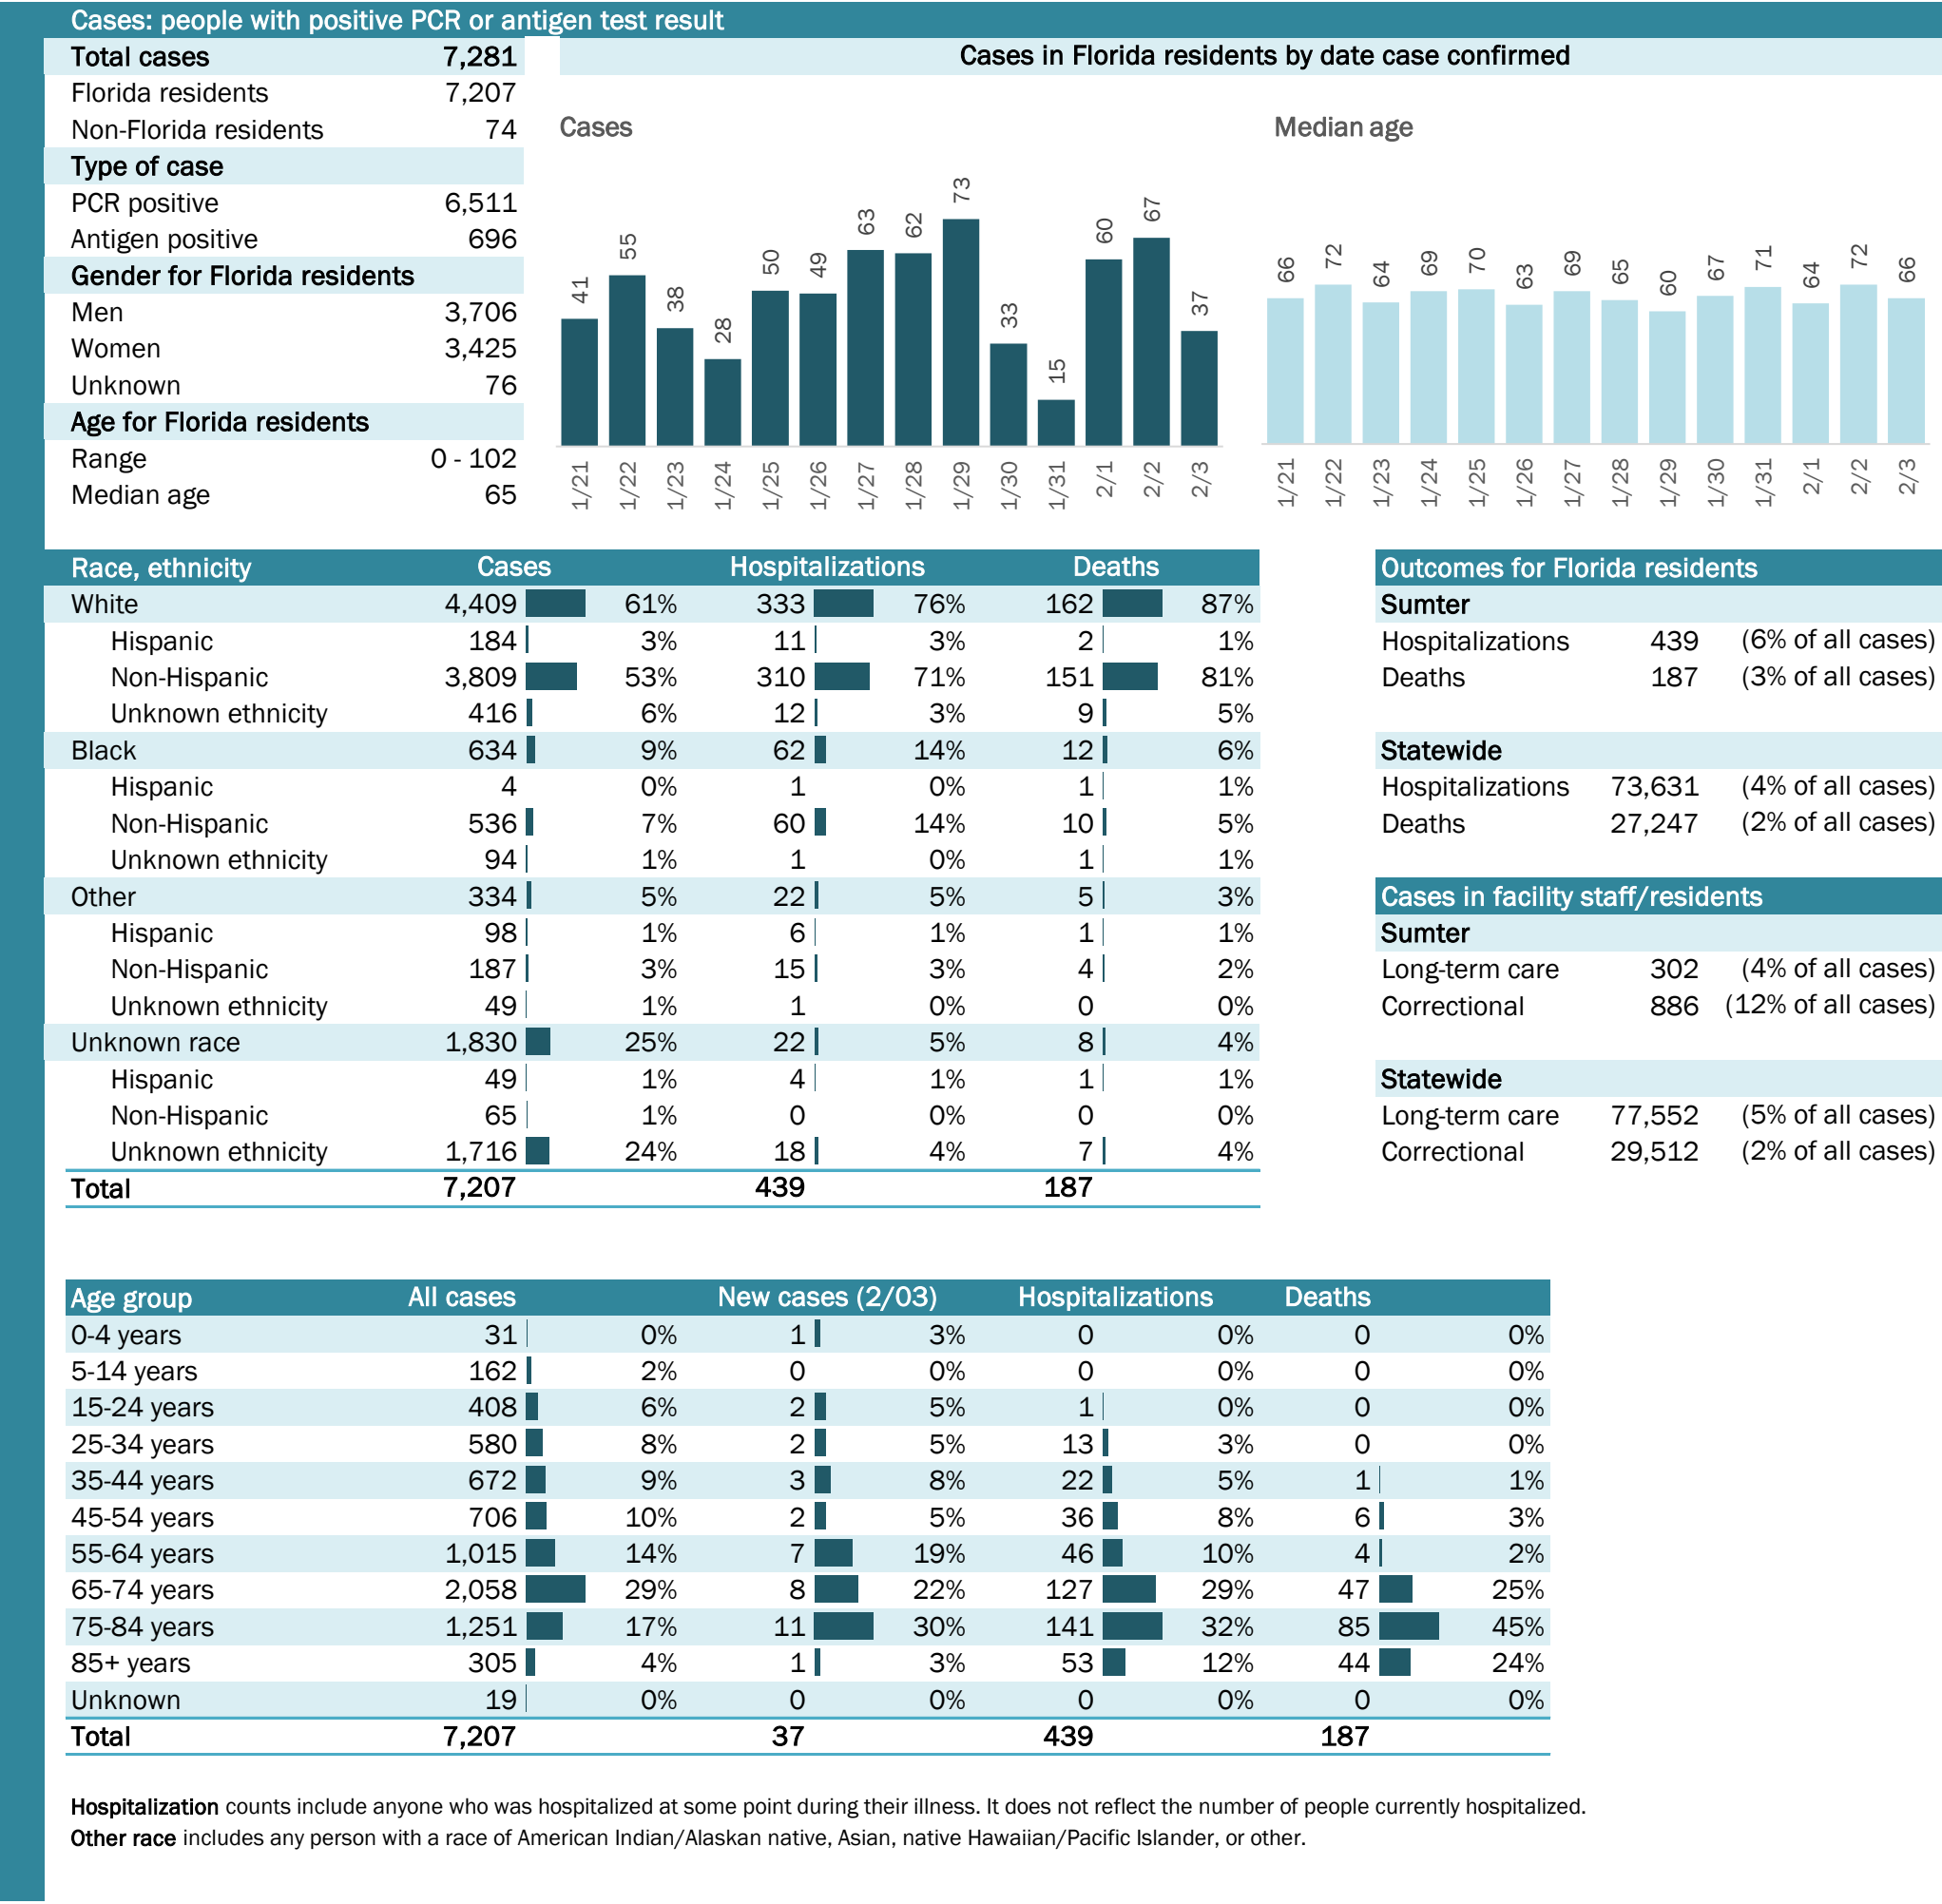 Cases: people with positive PCR or antigen test result
Total cases 7,281
Florida residents 7,207
Non-Florida residents 74
Type of case
PCR positive 6,511
Antigen positive 696
Gender for Florida residents
Men 3,706
Women 3,425
Unknown 76
Age for Florida residents
Range 0 - 102
Median age 65
Cases in Florida residents by date case confirmed
Cases
41 55 38 28 50 49 63 62 73 33 15 60 67 37
1/21 1/22 1/23 1/24 1/25 1/26 1/27 1/28 1/29 1/30 1/31 2/1 2/2 2/3
Median age
66 72 64 69 70 63 69 65 60 67 71 64 72 66
1/21 1/22 1/23 1/24 1/25 1/26 1/27 1/28 1/29 1/30 1/31 2/1 2/2 2/3
Race, ethnicity Cases Hospitalizations Deaths
White 4,409 61% 333 76% 162 87%
Hispanic 184 3% 11 3% 2 1%
Non-Hispanic 3,809 53% 310 71% 151 81%
Unknown ethnicity 416 6% 12 3% 9 5%
Black 634 9% 62 14% 12 6%
Hispanic 4 0% 1 0% 1 1%
Non-Hispanic 536 7% 60 14% 10 5%
Unknown ethnicity 94 1% 1 0% 1 1%
Other 334 5% 22 5% 5 3%
Hispanic 98 1% 6 1% 1 1%
Non-Hispanic 187 3% 15 3% 4 2%
Unknown ethnicity 49 1% 1 0% 0 0%
Unknown race 1,830 25% 22 5% 8 4%
Hispanic 49 1% 4 1% 1 1%
Non-Hispanic 65 1% 0 0% 0 0%
Unknown ethnicity 1,716 24% 18 4% 7 4%
Total 7,207 439 187
Outcomes for Florida residents
Sumter
Hospitalizations 439 (6% of all cases)
Deaths 187 (3% of all cases)
Statewide
Hospitalizations 73,631 (4% of all cases)
Deaths 27,247 (2% of all cases)
Cases in facility staff/residents
Sumter
Long-term care 302 (4% of all cases)
Correctional 886 (12% of all cases)
Statewide
Long-term care 77,552 (5% of all cases)
Correctional 29,512 (2% of all cases)
Age group All cases New cases (2/03) Hospitalizations Deaths
0-4 years 31 0% 1 3% 0 0% 0 0%
5-14 years 162 2% 0 0% 0 0% 0 0%
15-24 years 408 6% 2 5% 1 0% 0 0%
25-34 years 580 8% 2 5% 13 3% 0 0%
35-44 years 672 9% 3 8% 22 5% 1 1%
45-54 years 706 10% 2 5% 36 8% 6 3%
55-64 years 1,015 14% 7 19% 46 10% 4 2%
65-74 years 2,058 29% 8 22% 127 29% 47 25%
75-84 years 1,251 17% 11 30% 141 32% 85 45%
85+ years 305 4% 1 3% 53 12% 44 24%
Unknown 19 0% 0 0% 0 0% 0 0%
Total 7,207 37 439 187
Hospitalization counts include anyone who was hospitalized at some point during their illness. It does not reflect the number of people currently hospitalized.
Other race includes any person with a race of American Indian/Alaskan native, Asian, native Hawaiian/Pacific Islander, or other.